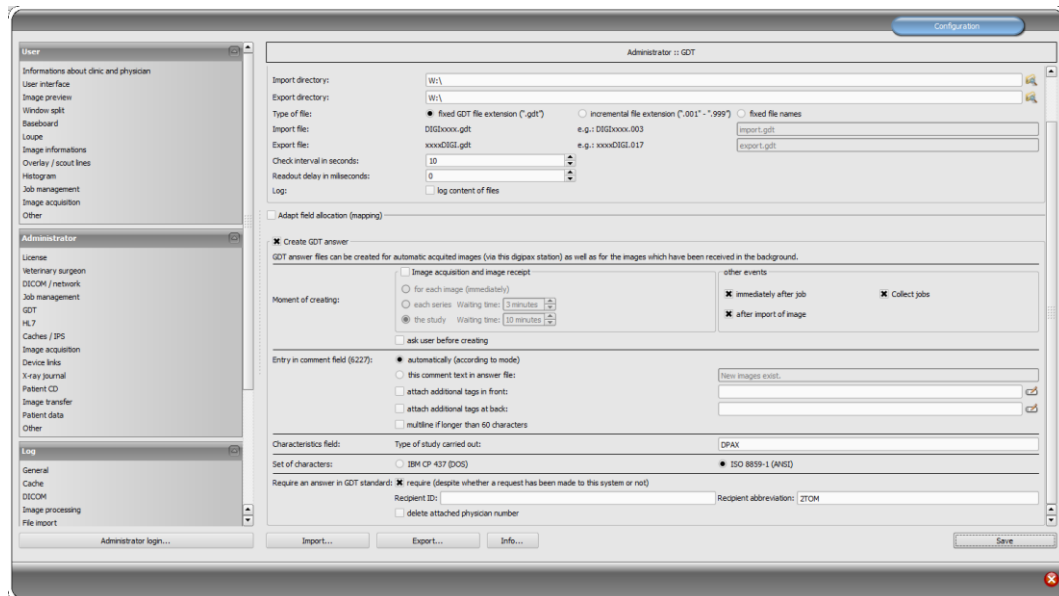 Configuration
User
Informations about clinic and physician
User interface
Image preview
Window split
Baseboard
Loupe
Image informations
Overlay / scout lines
Histogram
Job management
Image acquisition
Other
Administrator
License
Veterinary surgeon
DICOM / network
Job management
GDT
HL7
Caches / IPS
Image acquisition
Device links
X-ray journal
Patient CD
Image transfer
Patient data
Other
Log
General
Cache
DICOM
Image processing
File import
Administrator login...
Administrator :: GDT
Import directory: W:\
Export directory: W:\
Type of file: fixed GDT file extension (".gdt") incremental file extension (".001" - ".999") fixed file names
Import file: DIGIxxxx.gdt e.g.: DIGIxxxx.003 import.gdt
Export file: xxxxDIGI.gdt e.g.: xxxxDIGI.017 export.gdt
Check interval in seconds: 10
Readout delay in miliseconds: 0
Log: log content of files
Adapt field allocation (mapping)
Create GDT answer
GDT answer files can be created for automatic acquited images (via this digipax station) as well as for the images which have been received in the background.
Image acquisition and image receipt other events
for each image (immediately)
Moment of creating: each series Waiting time: 3 minutes immediately after job Collect jobs
the study Waiting time: 10 minutes after import of image
ask user before creating
Entry in comment field (6227): automatically (according to mode)
this comment text in answer file: New images exist.
attach additional tags in front:
attach additional tags at back:
multiline if longer than 60 characters
Characteristics field: Type of study carried out: DPAX
Set of characters: IBM CP 437 (DOS) ISO 8859-1 (ANSI)
Require an answer in GDT standard: require (despite whether a request has been made to this system or not)
Recipient ID: Recipient abbreviation: 2TOM
delete attached physician number
Import... Export... Info... Save